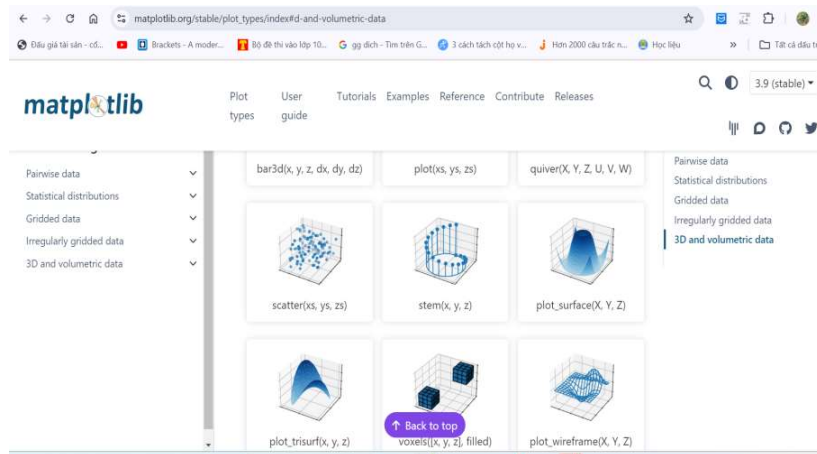 matplotlib.org/stable/plot_types/index#d-and-volumetric-data
Đấu giá tài sản - cổ...
Brackets - A moder...
Bộ đề thi vào lớp 10...
gg dich - Tìm trên G...
3 cách tách cột họ v...
Hơn 2000 câu trắc n...
Học liệu
»
Tất cả dấu tr
matplotlib
Plot types
User guide
Tutorials
Examples
Reference
Contribute
Releases
3.9 (stable)
Pairwise data
Statistical distributions
Gridded data
Irregularly gridded data
3D and volumetric data
bar3d(x, y, z, dx, dy, dz)
plot(xs, ys, zs)
quiver(X, Y, Z, U, V, W)
scatter(xs, ys, zs)
stem(x, y, z)
plot_surface(X, Y, Z)
plot_trisurf(x, y, z)
voxels([x, y, z], filled)
plot_wireframe(X, Y, Z)
↑ Back to top
Pairwise data
Statistical distributions
Gridded data
Irregularly gridded data
3D and volumetric data